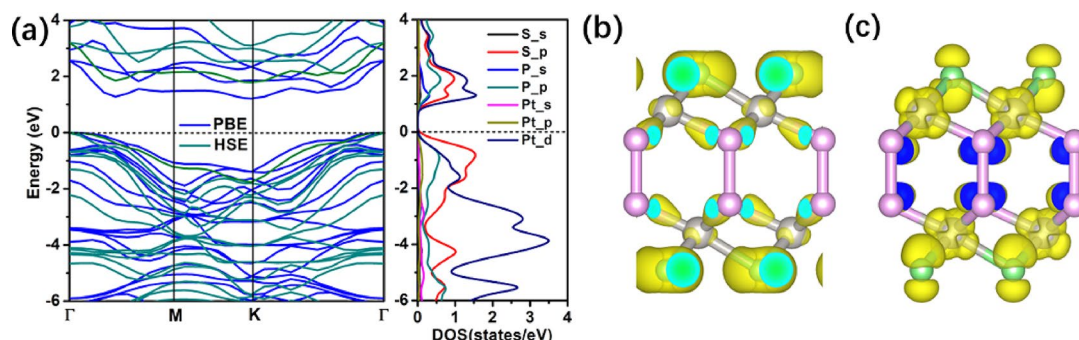 (a)
Energy (eV)
4
2
0
-2
-4
-6
PBE
HSE
Γ
M
K
Γ
4
2
0
-2
-4
-6
S_s
S_p
P_s
P_p
Pt_s
Pt_p
Pt_d
0
1
2
3
4
DOS(states/eV)
(b)
(c)